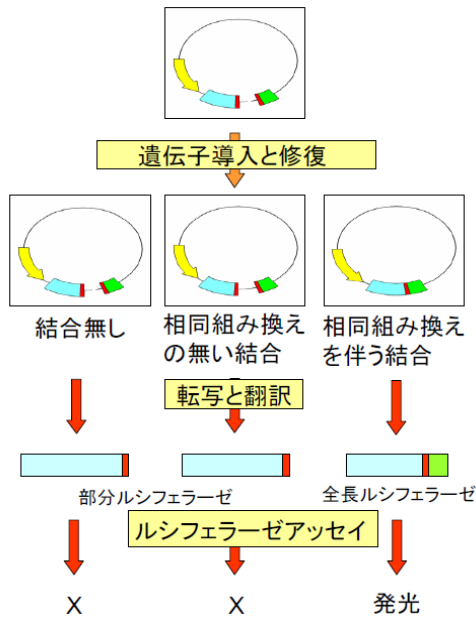 遺伝子導入と修復
結合無し
相同組み換え
の無い結合
相同組み換え
を伴う結合
転写と翻訳
部分ルシフェラーゼ
全長ルシフェラーゼ
ルシフェラーゼアッセイ
X
X
発光